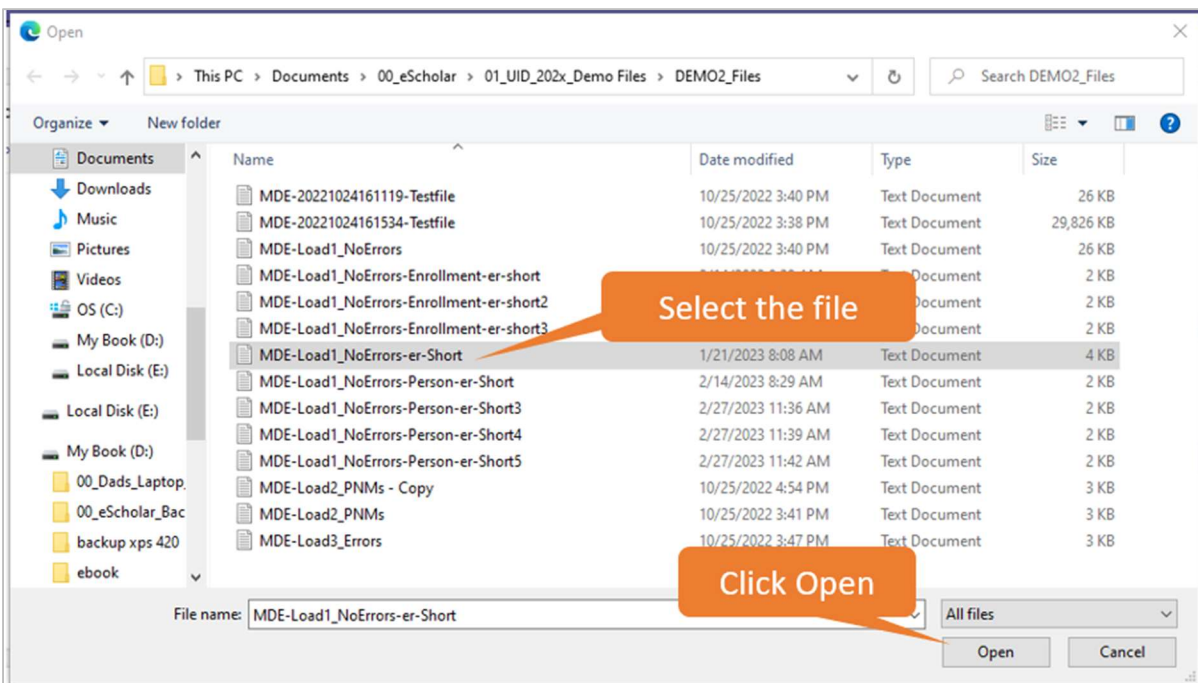 Open
This PC > Documents > 00_eScholar > 01_UID_202x_Demo Files > DEMO2_Files
Search DEMO2_Files
Organize New folder
Name Date modified Type Size
Documents
Downloads
Music
Pictures
Videos
OS (C:)
My Book (D:)
Local Disk (E:)
Local Disk (E:)
My Book (D:)
00_Dads_Laptop
00_eScholar_Bac
backup xps 420
ebook
MDE-20221024161119-Testfile 10/25/2022 3:40 PM Text Document 26 KB
MDE-20221024161534-Testfile 10/25/2022 3:38 PM Text Document 29,826 KB
MDE-Load1_NoErrors 10/25/2022 3:40 PM Text Document 26 KB
MDE-Load1_NoErrors-Enrollment-er-short Document 2 KB
MDE-Load1_NoErrors-Enrollment-er-short2 Document 2 KB
MDE-Load1_NoErrors-Enrollment-er-short3 Document 2 KB
MDE-Load1_NoErrors-er-Short 1/21/2023 8:08 AM Text Document 4 KB
MDE-Load1_NoErrors-Person-er-Short 2/14/2023 8:29 AM Text Document 2 KB
MDE-Load1_NoErrors-Person-er-Short3 2/27/2023 11:36 AM Text Document 2 KB
MDE-Load1_NoErrors-Person-er-Short4 2/27/2023 11:39 AM Text Document 2 KB
MDE-Load1_NoErrors-Person-er-Short5 2/27/2023 11:42 AM Text Document 2 KB
MDE-Load2_PNMs - Copy 10/25/2022 4:54 PM Text Document 3 KB
MDE-Load2_PNMs 10/25/2022 3:41 PM Text Document 3 KB
MDE-Load3_Errors 10/25/2022 3:47 PM Text Document 3 KB
Select the file
Click Open
File name: MDE-Load1_NoErrors-er-Short
All files
Open Cancel